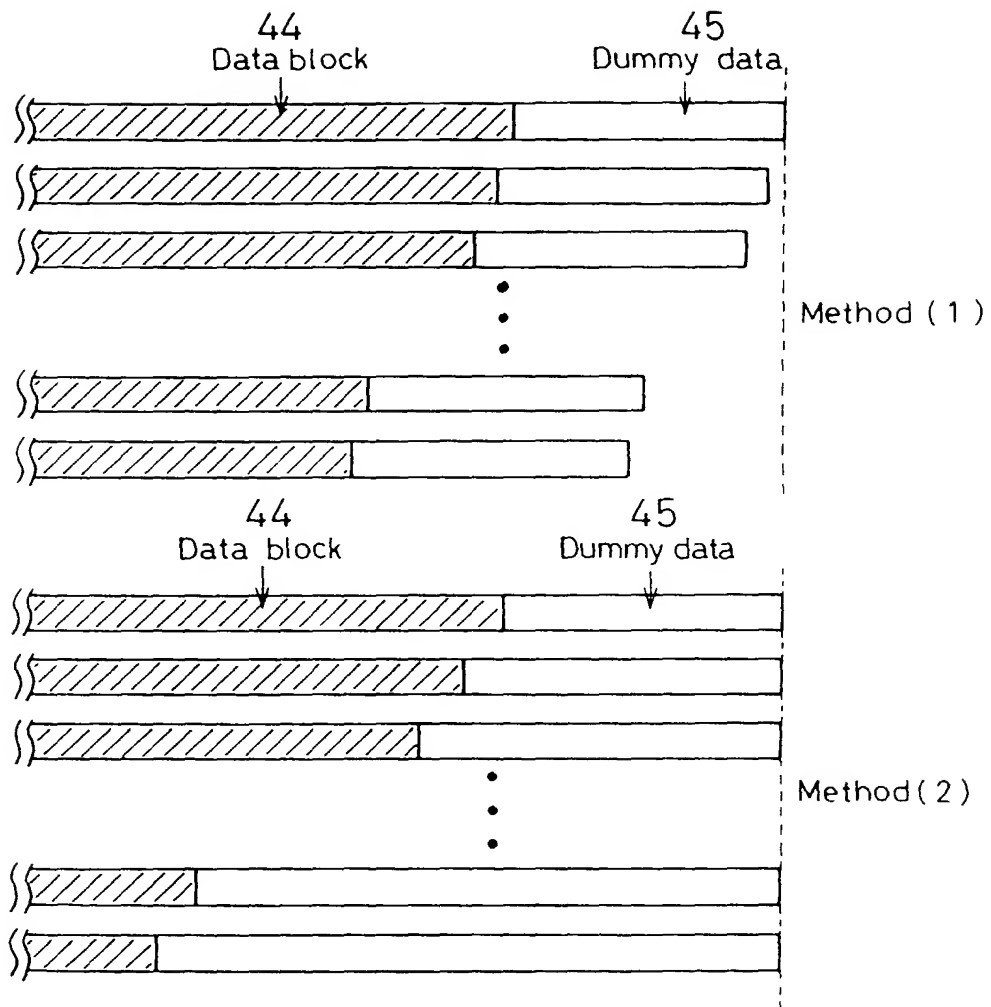 44
Data block
45
Dummy data
Method (1)
44
Data block
45
Dummy data
Method (2)